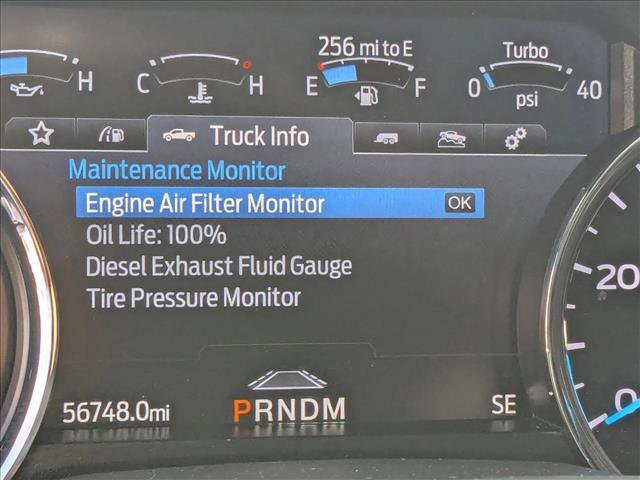 256 mi to E
Turbo
H
C
H
E
F
0
40
psi
Truck Info
Maintenance Monitor
Engine Air Filter Monitor
OK
Oil Life: 100%
Diesel Exhaust Fluid Gauge
Tire Pressure Monitor
20
0
56748.0mi
PRNDM
SE